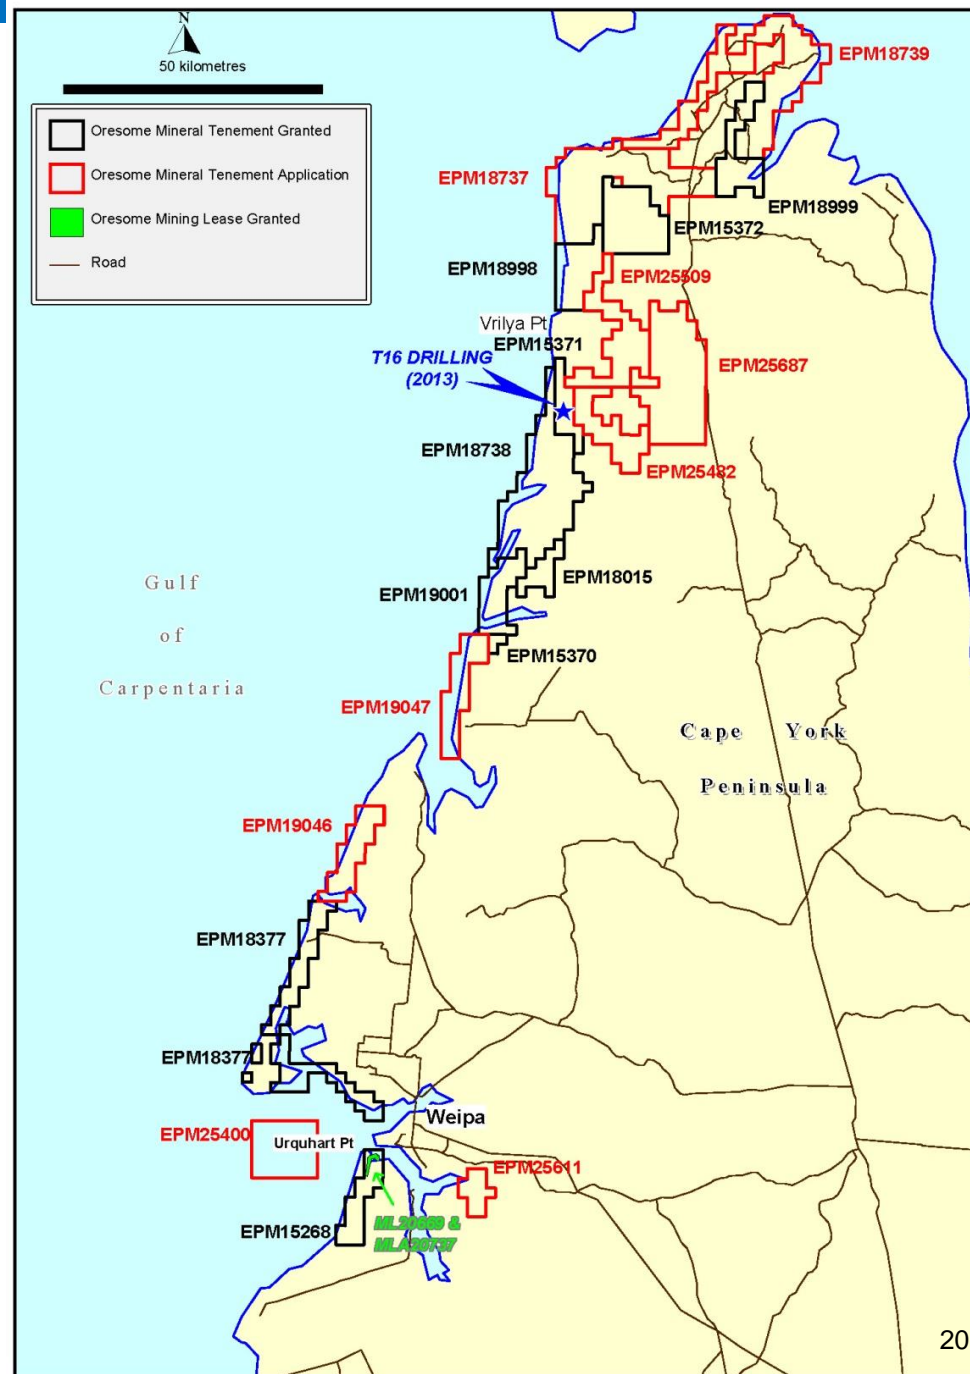 N
50 kilometres
Oresome Mineral Tenement Granted
Oresome Mineral Tenement Application
Oresome Mining Lease Granted
Road
EPM18739
EPM18737
EPM18999
EPM15372
EPM18998
EPM25509
Vrilya Pt
EPM15371
T16 DRILLING
(2013)
EPM25687
EPM18738
EPM25482
Gulf
of
Carpentaria
EPM19001
EPM18015
EPM15370
EPM19047
Cape York
Peninsula
EPM19046
EPM18377
EPM18377
Weipa
EPM25400
Urquhart Pt
EPM25611
EPM15268
ML20669 &
MLA20737
20